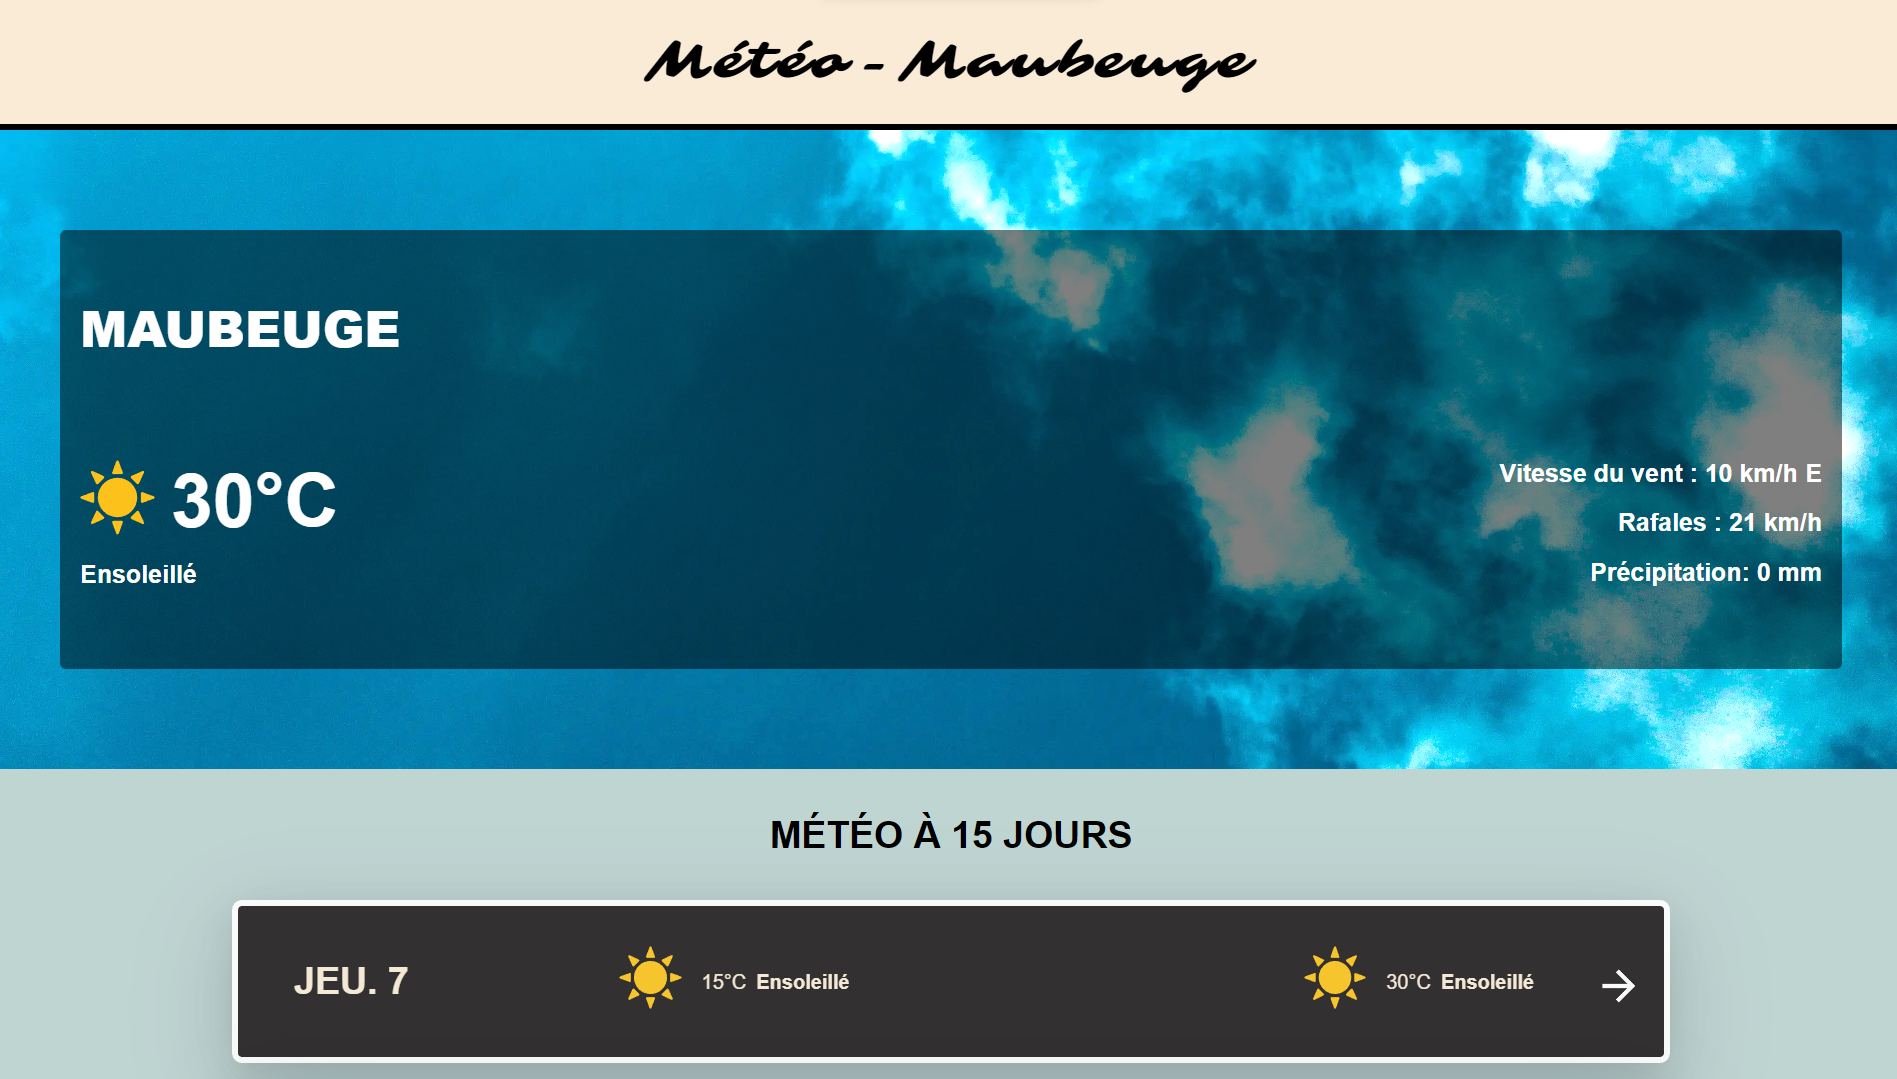 Météo - Maubeuge
MAUBEUGE
30°C
Ensoleillé
Vitesse du vent : 10 km/h E
Rafales : 21 km/h
Précipitation: 0 mm
MÉTÉO À 15 JOURS
JEU. 7 15°C Ensoleillé 30°C Ensoleillé